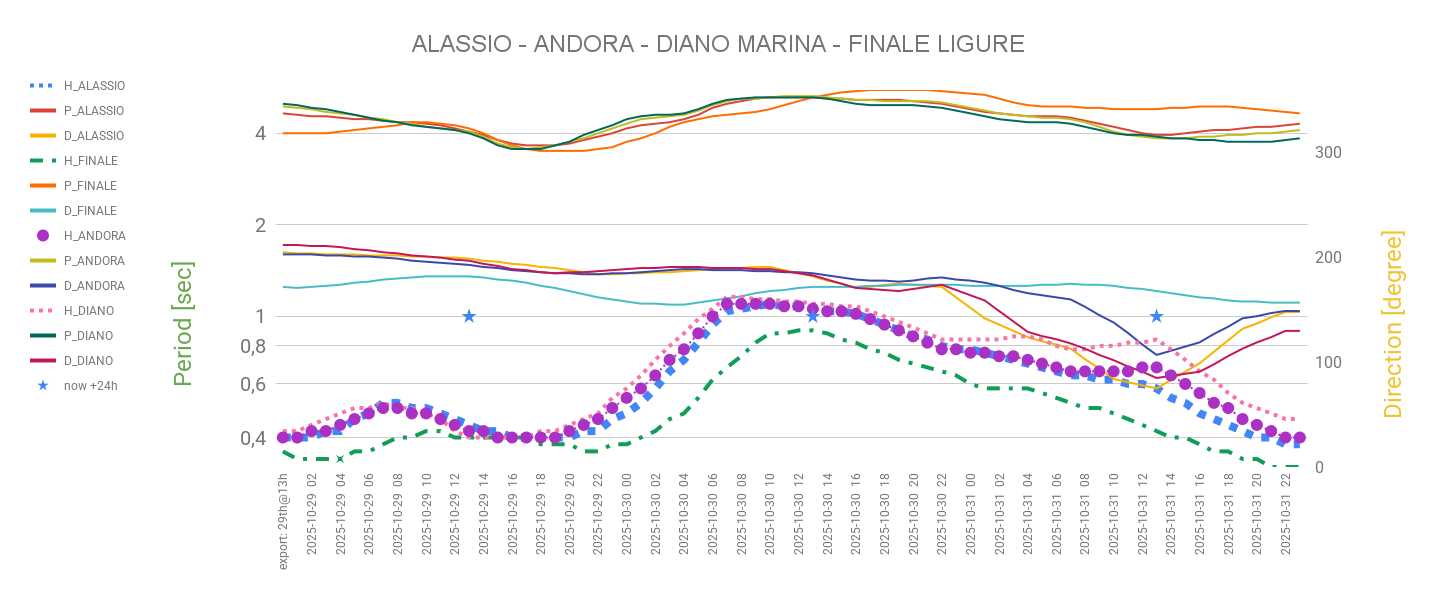 ALASSIO - ANDORA - DIANO MARINA - FINALE LIGURE
H_ALASSIO
P_ALASSIO
D_ALASSIO
H_FINALE
P_FINALE
D_FINALE
H_ANDORA
P_ANDORA
D_ANDORA
H_DIANO
P_DIANO
D_DIANO
now +24h
Period [sec]
4
2
1
0,8
0,6
0,4
300
200
100
0
Direction [degree]
export: 29th@13h
2025-10-29 02
2025-10-29 04
2025-10-29 06
2025-10-29 08
2025-10-29 10
2025-10-29 12
2025-10-29 14
2025-10-29 16
2025-10-29 18
2025-10-29 20
2025-10-29 22
2025-10-30 00
2025-10-30 02
2025-10-30 04
2025-10-30 06
2025-10-30 08
2025-10-30 10
2025-10-30 12
2025-10-30 14
2025-10-30 16
2025-10-30 18
2025-10-30 20
2025-10-30 22
2025-10-31 00
2025-10-31 02
2025-10-31 04
2025-10-31 06
2025-10-31 08
2025-10-31 10
2025-10-31 12
2025-10-31 14
2025-10-31 16
2025-10-31 18
2025-10-31 20
2025-10-31 22